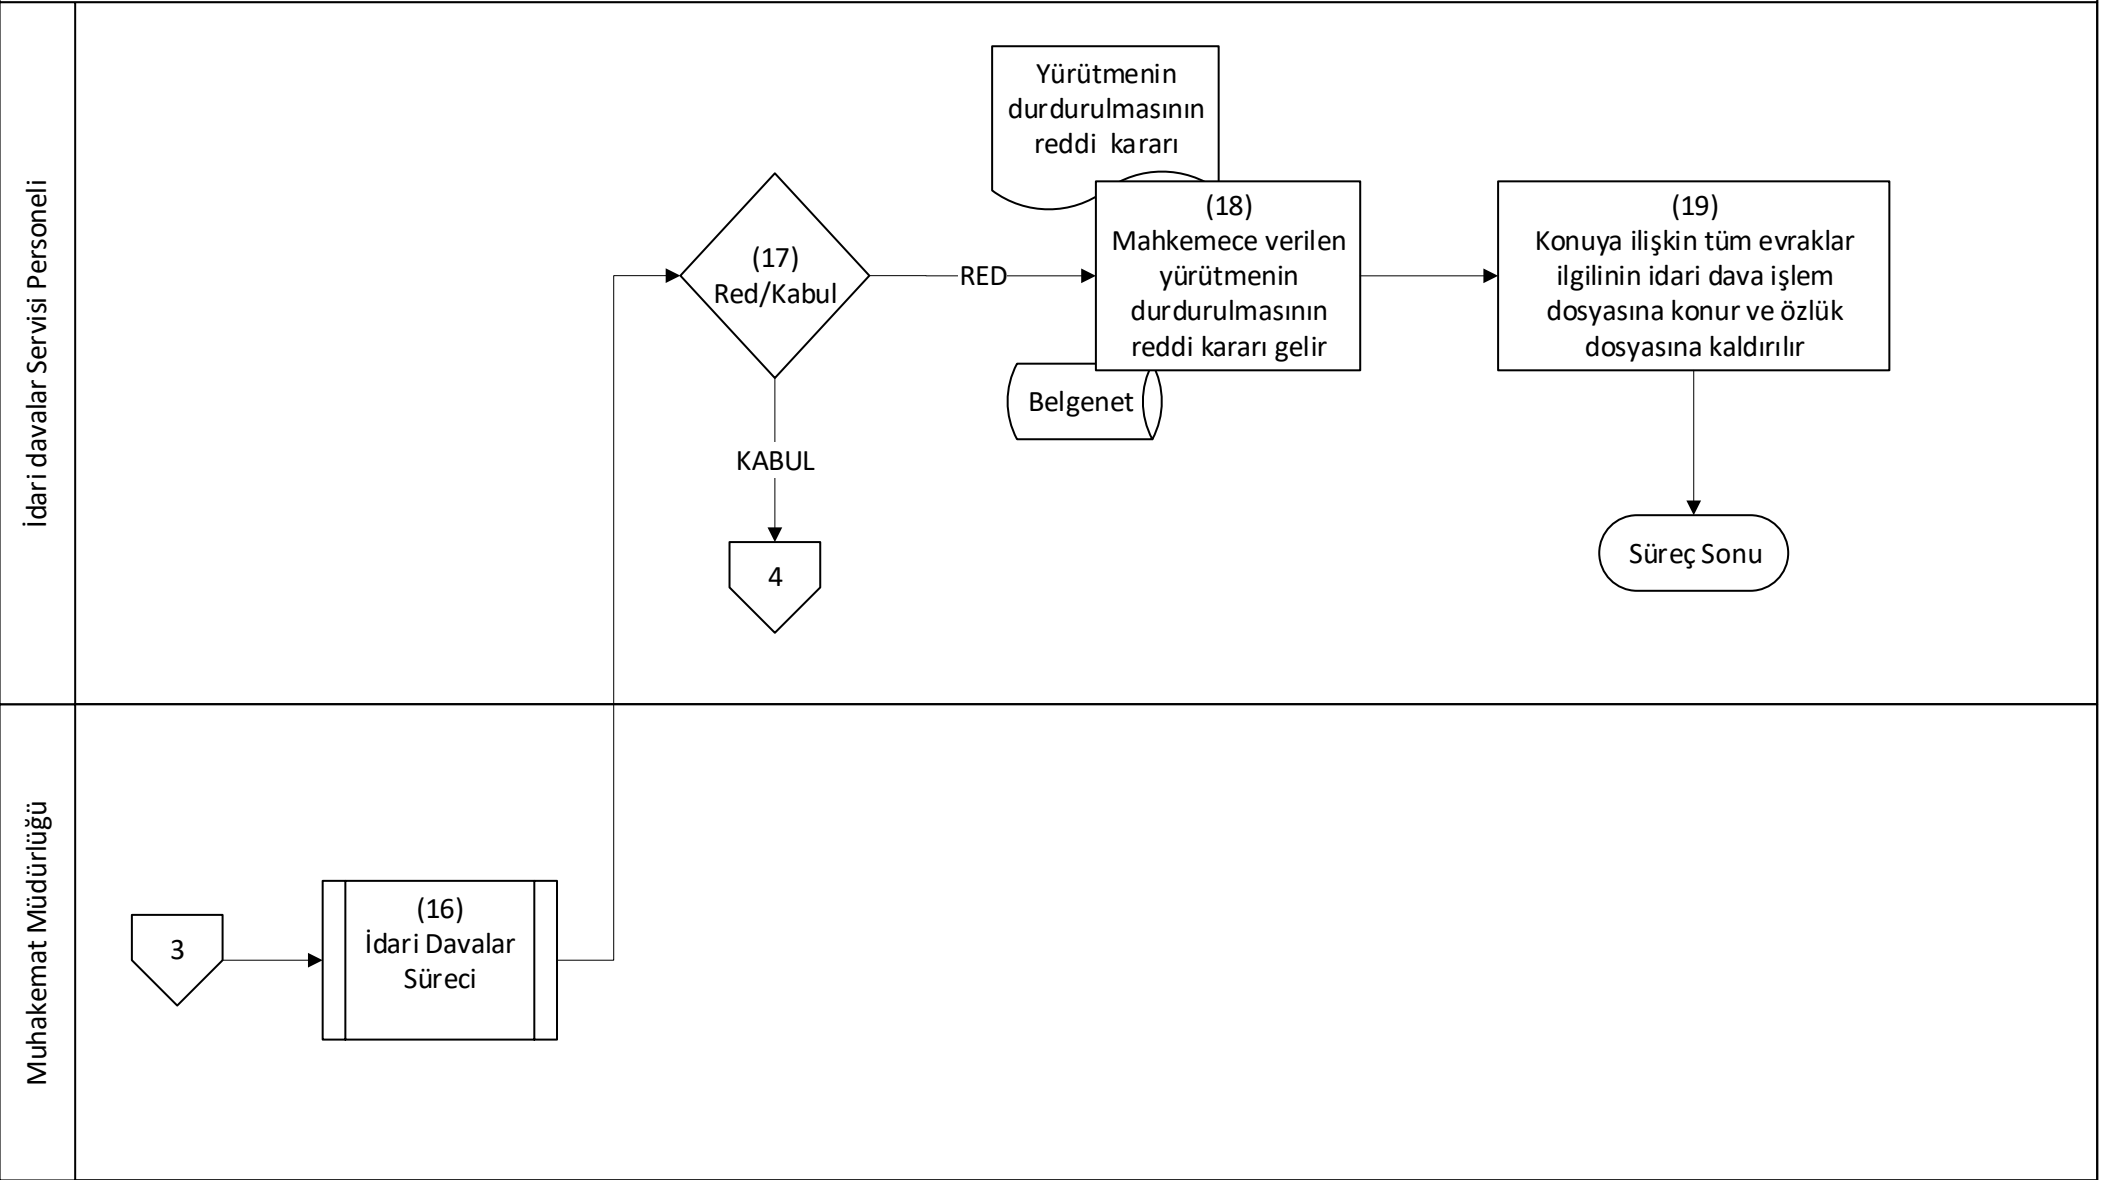 İdari davalar Servisi Personeli
Yürütmenin
durdurulmasının
reddi kararı
(17)
Red/Kabul
RED
(18)
Mahkemece verilen
yürütmenin
durdurulmasının
reddi kararı gelir
Belgenet
(19)
Konuya ilişkin tüm evraklar
ilgilinin idari dava işlem
dosyasına konur ve özlük
dosyasına kaldırılır
KABUL
4
Süreç Sonu
Muhakemat Müdürlüğü
3
(16)
İdari Davalar
Süreci